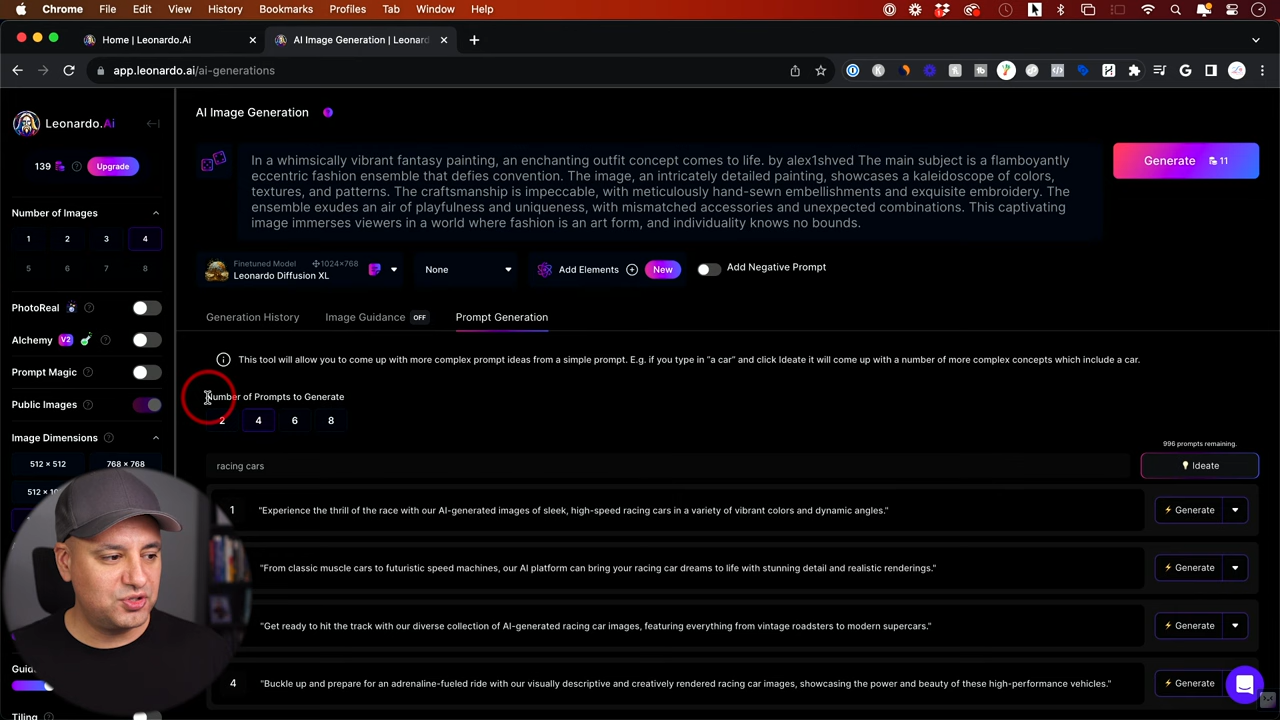 Chrome File Edit View History Bookmarks Profiles Tab Window Help
Home | Leonardo.Ai
AI Image Generation | Leonard
app.leonardo.ai/ai-generations
Leonardo.Ai
139 Upgrade
Number of Images
1 2 3 4
5 6 7 8
PhotoReal
Alchemy V2
Prompt Magic
Public Images
Image Dimensions
512 × 512 768 × 768
Tiling
AI Image Generation
In a whimsically vibrant fantasy painting, an enchanting outfit concept comes to life. by alex1shved The main subject is a flamboyantly
eccentric fashion ensemble that defies convention. The image, an intricately detailed painting, showcases a kaleidoscope of colors,
textures, and patterns. The craftsmanship is impeccable, with meticulously hand-sewn embellishments and exquisite embroidery. The
ensemble exudes an air of playfulness and uniqueness, with mismatched accessories and unexpected combinations. This captivating
image immerses viewers in a world where fashion is an art form, and individuality knows no bounds.
Generate 11
Finetuned Model 1024×768
Leonardo Diffusion XL
None
Add Elements New
Add Negative Prompt
Generation History Image Guidance OFF Prompt Generation
This tool will allow you to come up with more complex prompt ideas from a simple prompt. E.g. if you type in "a car" and click Ideate it will come up with a number of more complex concepts which include a car.
Number of Prompts to Generate
2 4 6 8
996 prompts remaining.
racing cars
Ideate
1 "Experience the thrill of the race with our AI-generated images of sleek, high-speed racing cars in a variety of vibrant colors and dynamic angles." Generate
"From classic muscle cars to futuristic speed machines, our AI platform can bring your racing car dreams to life with stunning detail and realistic renderings." Generate
"Get ready to hit the track with our diverse collection of AI-generated racing car images, featuring everything from vintage roadsters to modern supercars." Generate
4 "Buckle up and prepare for an adrenaline-fueled ride with our visually descriptive and creatively rendered racing car images, showcasing the power and beauty of these high-performance vehicles." Generate